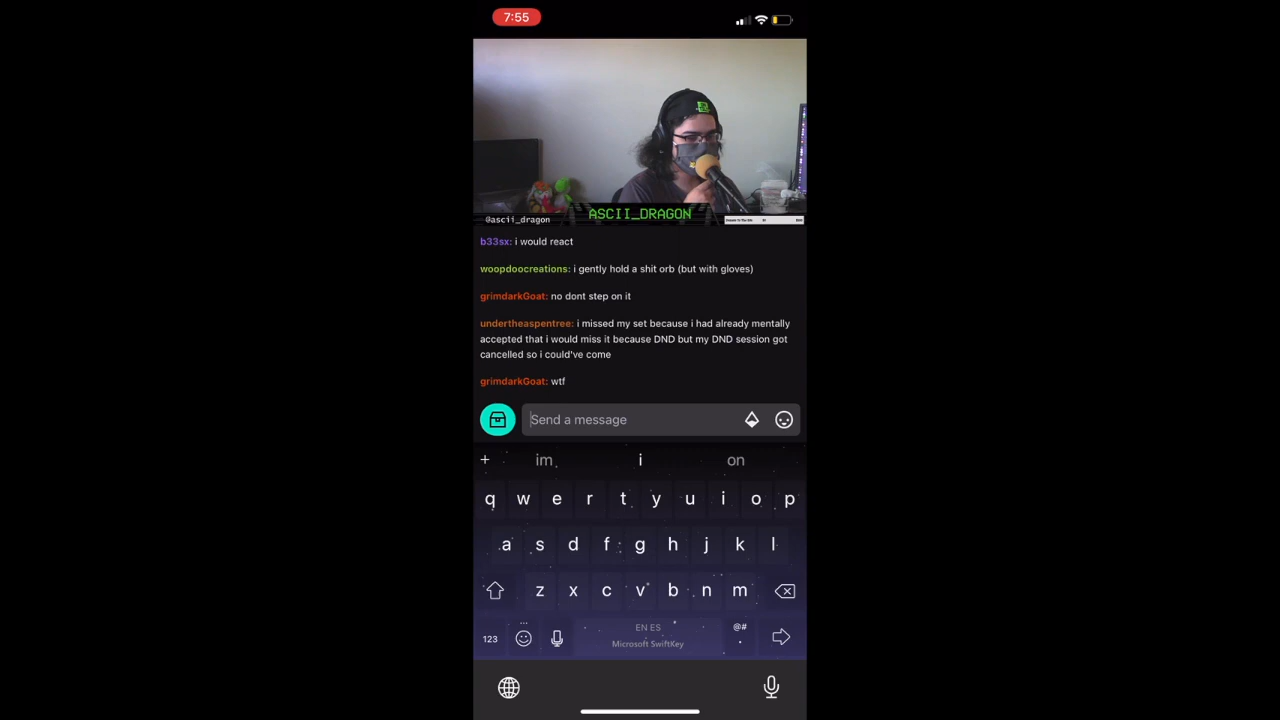 7:55
@ascii_dragon
ASCII_DRAGON
b33sx: i would react
woopdoocreations: i gently hold a shit orb (but with gloves)
grimdarkGoat: no dont step on it
undertheaspentree: i missed my set because i had already mentally
accepted that i would miss it because DND but my DND session got
cancelled so i could've come
grimdarkGoat: wtf
Send a message
+ im i on
q w e r t y u i o p
a s d f g h j k l
z x c v b n m
123 ... EN ES @#
Microsoft SwiftKey .